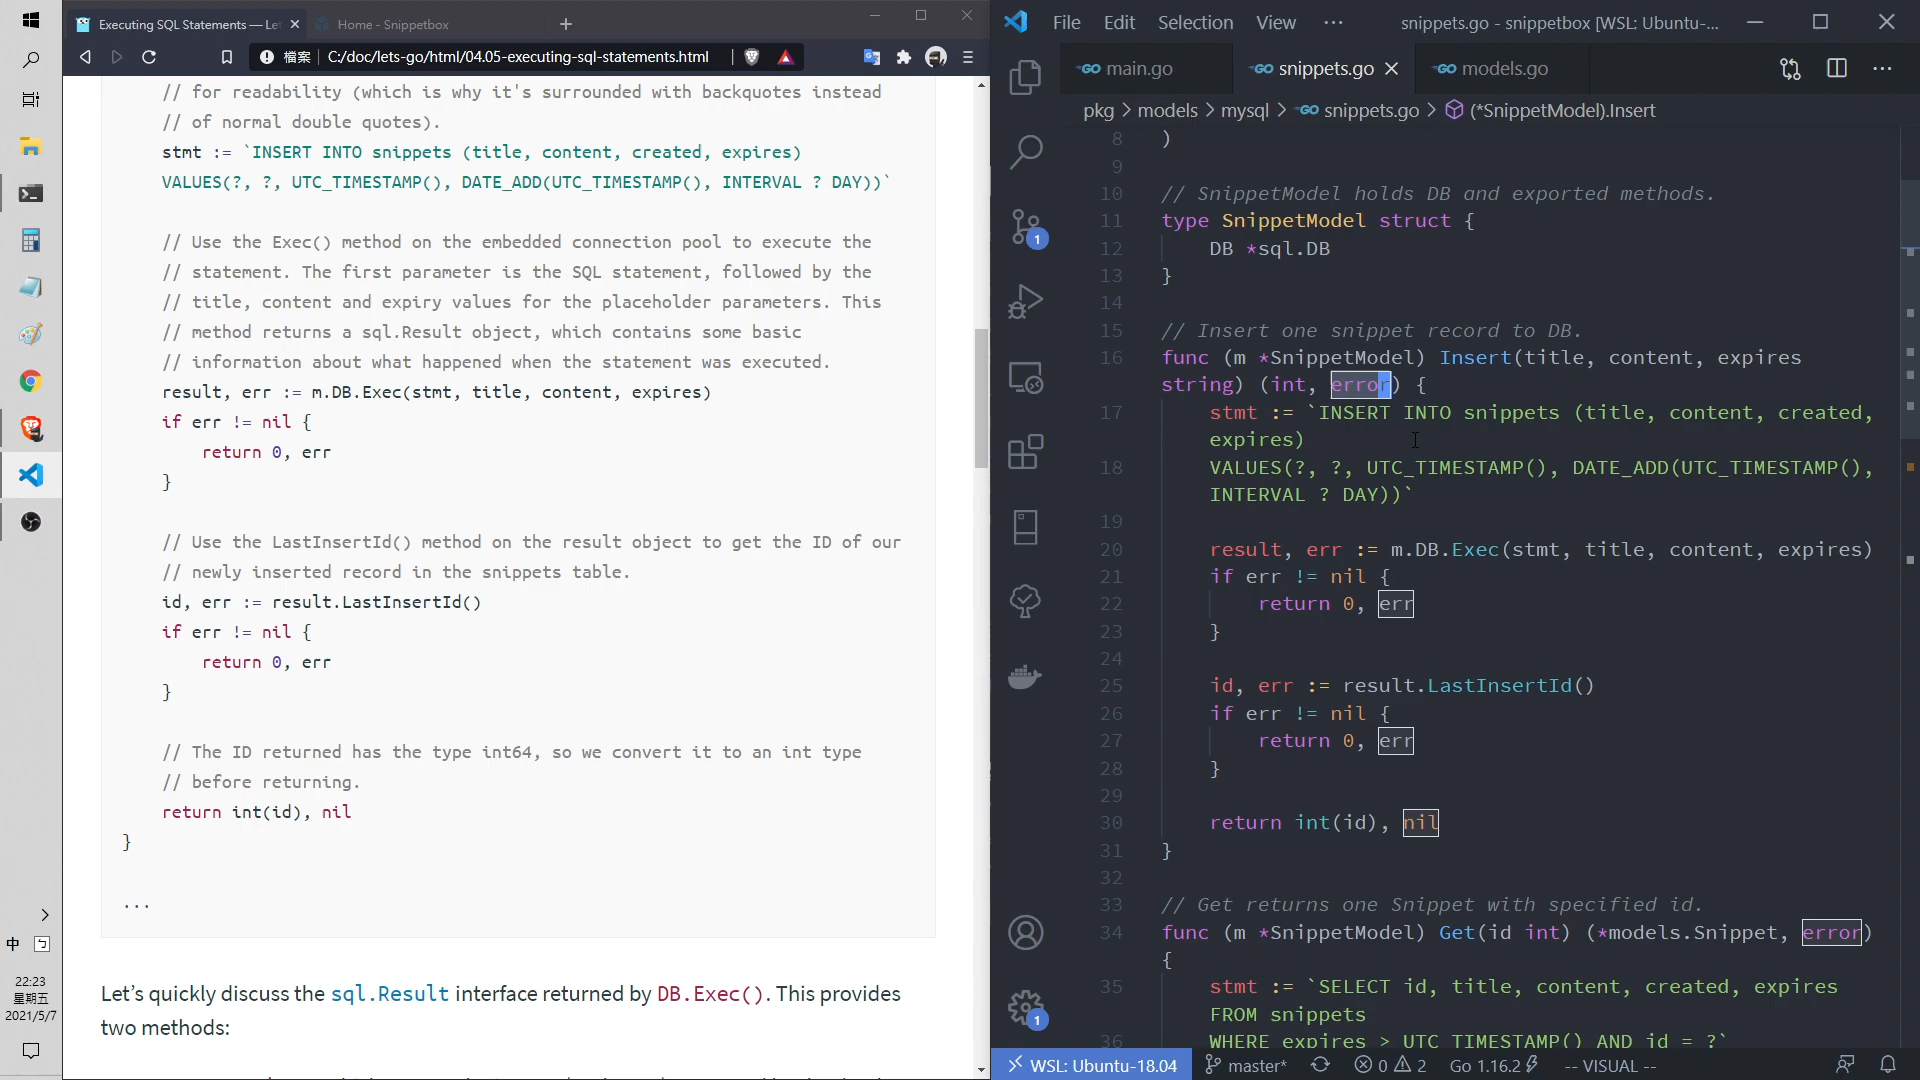 Executing SQL Statements — Let
Home - Snippetbox
檔案
C:/doc/lets-go/html/04.05-executing-sql-statements.html
// for readability (which is why it's surrounded with backquotes instead
// of normal double quotes).
stmt := `INSERT INTO snippets (title, content, created, expires)
VALUES(?, ?, UTC_TIMESTAMP(), DATE_ADD(UTC_TIMESTAMP(), INTERVAL ? DAY))`
// Use the Exec() method on the embedded connection pool to execute the
// statement. The first parameter is the SQL statement, followed by the
// title, content and expiry values for the placeholder parameters. This
// method returns a sql.Result object, which contains some basic
// information about what happened when the statement was executed.
result, err := m.DB.Exec(stmt, title, content, expires)
if err != nil {
return 0, err
}
// Use the LastInsertId() method on the result object to get the ID of our
// newly inserted record in the snippets table.
id, err := result.LastInsertId()
if err != nil {
return 0, err
}
// The ID returned has the type int64, so we convert it to an int type
// before returning.
return int(id), nil
}
...
Let’s quickly discuss the sql.Result interface returned by DB.Exec(). This provides
two methods:
中
22:23
星期五
2021/5/7
File Edit Selection View ···
snippets.go - snippetbox [WSL: Ubuntu-...
main.go
snippets.go
models.go
pkg > models > mysql > snippets.go > (*SnippetModel).Insert
8 )
9
10 // SnippetModel holds DB and exported methods.
11 type SnippetModel struct {
12 DB *sql.DB
13 }
14
15 // Insert one snippet record to DB.
16 func (m *SnippetModel) Insert(title, content, expires
string) (int, error) {
17 stmt := `INSERT INTO snippets (title, content, created,
expires)
18 VALUES(?, ?, UTC_TIMESTAMP(), DATE_ADD(UTC_TIMESTAMP(),
INTERVAL ? DAY))`
19
20 result, err := m.DB.Exec(stmt, title, content, expires)
21 if err != nil {
22 return 0, err
23 }
24
25 id, err := result.LastInsertId()
26 if err != nil {
27 return 0, err
28 }
29
30 return int(id), nil
31 }
32
33 // Get returns one Snippet with specified id.
34 func (m *SnippetModel) Get(id int) (*models.Snippet, error)
{
35 stmt := `SELECT id, title, content, created, expires
FROM snippets
36 WHERE expires > UTC_TIMESTAMP() AND id = ?`
1
1
WSL: Ubuntu-18.04
master*
0
2
Go 1.16.2
-- VISUAL --